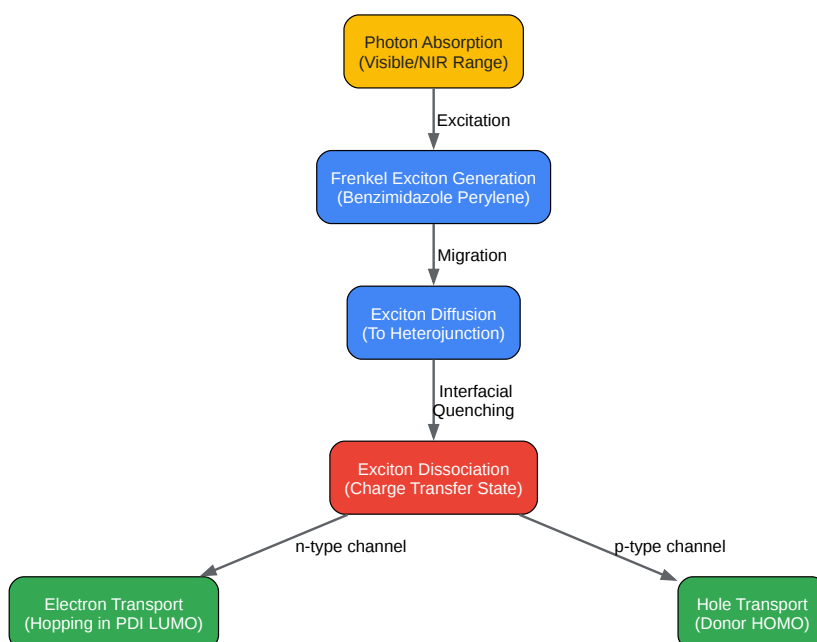 Photon Absorption
(Visible/NIR Range)
Excitation
Frenkel Exciton Generation
(Benzimidazole Perylene)
Migration
Exciton Diffusion
(To Heterojunction)
Interfacial
Quenching
Exciton Dissociation
(Charge Transfer State)
n-type channel
p-type channel
Electron Transport
(Hopping in PDI LUMO)
Hole Transport
(Donor HOMO)